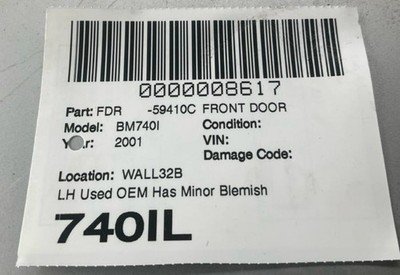 0000008617
Part: FDR -59410C FRONT DOOR
Model: BM740I Condition:
2001 VIN:
Damage Code:
Location: WALL32B
LH Used OEM Has Minor Blemish
740IL